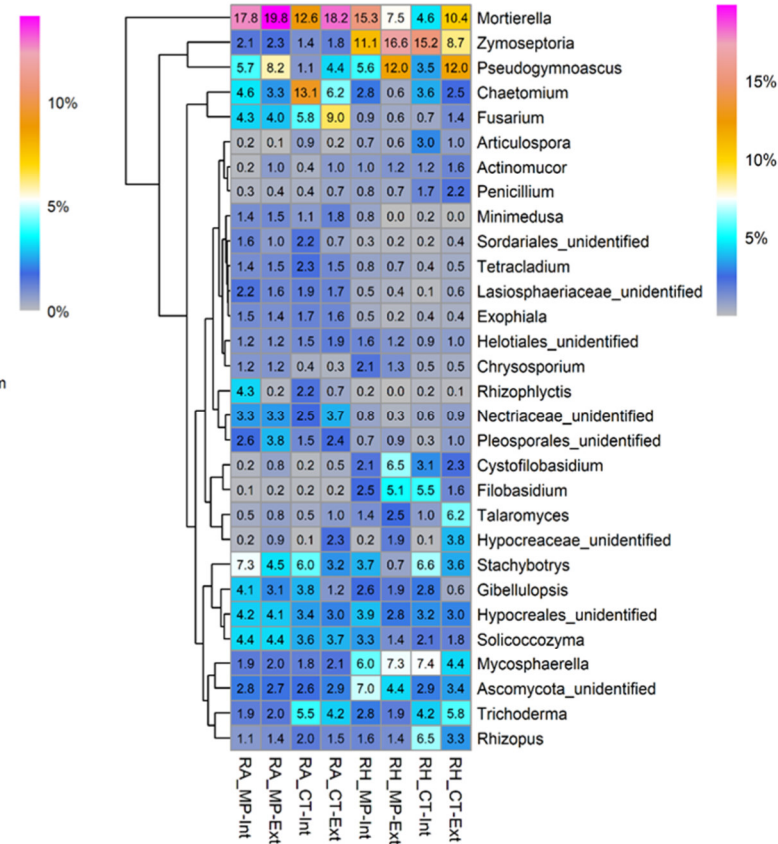 17.8 19.8 12.6 18.2 15.3 7.5 4.6 10.4 Mortierella
2.1 2.3 1.4 1.8 11.1 16.6 15.2 8.7 Zymoseptoria
5.7 8.2 1.1 4.4 5.6 12.0 3.5 12.0 Pseudogymnoascus
4.6 3.3 13.1 6.2 2.8 0.6 3.6 2.5 Chaetomium
4.3 4.0 5.8 9.0 0.9 0.6 0.7 1.4 Fusarium
0.2 0.1 0.9 0.2 0.7 0.6 3.0 1.0 Articulospora
0.2 1.0 0.4 1.0 1.0 1.2 1.2 1.6 Actinomucor
0.3 0.4 0.4 0.7 0.8 0.7 1.7 2.2 Penicillium
1.4 1.5 1.1 1.8 0.8 0.0 0.2 0.0 Minimedusa
1.6 1.0 2.2 0.7 0.3 0.2 0.2 0.4 Sordariales_unidentified
1.4 1.5 2.3 1.5 0.8 0.7 0.4 0.5 Tetracladium
2.2 1.6 1.9 1.7 0.5 0.4 0.1 0.6 Lasiosphaeriaceae_unidentified
1.5 1.4 1.7 1.6 0.5 0.2 0.4 0.4 Exophiala
1.2 1.2 1.5 1.9 1.6 1.2 0.9 1.0 Helotiales_unidentified
1.2 1.2 0.4 0.3 2.1 1.3 0.5 0.5 Chrysosporium
4.3 0.2 2.2 0.7 0.2 0.0 0.2 0.1 Rhizophlyctis
3.3 3.3 2.5 3.7 0.8 0.3 0.6 0.9 Nectriaceae_unidentified
2.6 3.8 1.5 2.4 0.7 0.9 0.3 1.0 Pleosporales_unidentified
0.2 0.8 0.2 0.5 2.1 6.5 3.1 2.3 Cystofilobasidium
0.1 0.2 0.2 0.2 2.5 5.1 5.5 1.6 Filobasidium
0.5 0.8 0.5 1.0 1.4 2.5 1.0 6.2 Talaromyces
0.2 0.9 0.1 2.3 0.2 1.9 0.1 3.8 Hypocreaceae_unidentified
7.3 4.5 6.0 3.2 3.7 0.7 6.6 3.6 Stachybotrys
4.1 3.1 3.8 1.2 2.6 1.9 2.8 0.6 Gibellulopsis
4.2 4.1 3.4 3.0 3.9 2.8 3.2 3.0 Hypocreales_unidentified
4.4 4.4 3.6 3.7 3.3 1.4 2.1 1.8 Solicoccozyma
1.9 2.0 1.8 2.1 6.0 7.3 7.4 4.4 Mycosphaerella
2.8 2.7 2.6 2.9 7.0 4.4 2.9 3.4 Ascomycota_unidentified
1.9 2.0 5.5 4.2 2.8 1.9 4.2 5.8 Trichoderma
1.1 1.4 2.0 1.5 1.6 1.4 6.5 3.3 Rhizopus
RA_MP-Int
RA_MP-Ext
RA_CT-Int
RA_CT-Ext
RH_MP-Int
RH_MP-Ext
RH_CT-Int
RH_CT-Ext
10%
5%
0%
15%
10%
5%